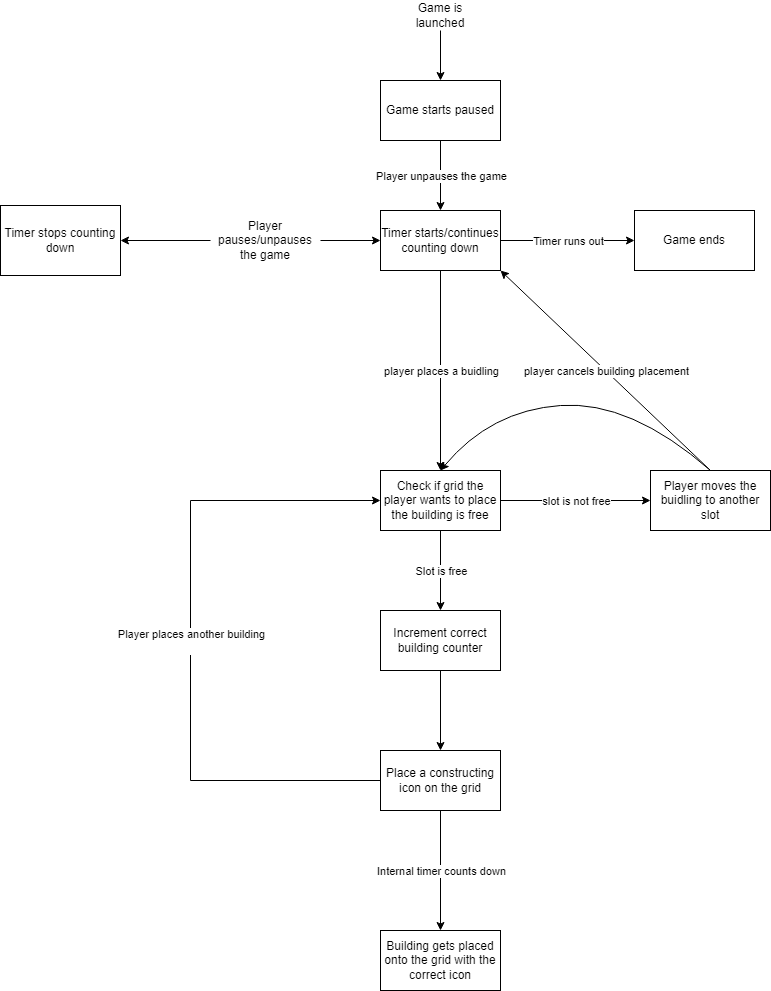 Game is
launched
Game starts paused
Player unpauses the game
Timer stops counting
down
Player
pauses/unpauses
the game
Timer starts/continues
counting down
Timer runs out
Game ends
player places a buidling
player cancels building placement
Check if grid the
player wants to place
the building is free
slot is not free
Player moves the
buidling to another
slot
Slot is free
Increment correct
building counter
Player places another building
Place a constructing
icon on the grid
Internal timer counts down
Building gets placed
onto the grid with the
correct icon